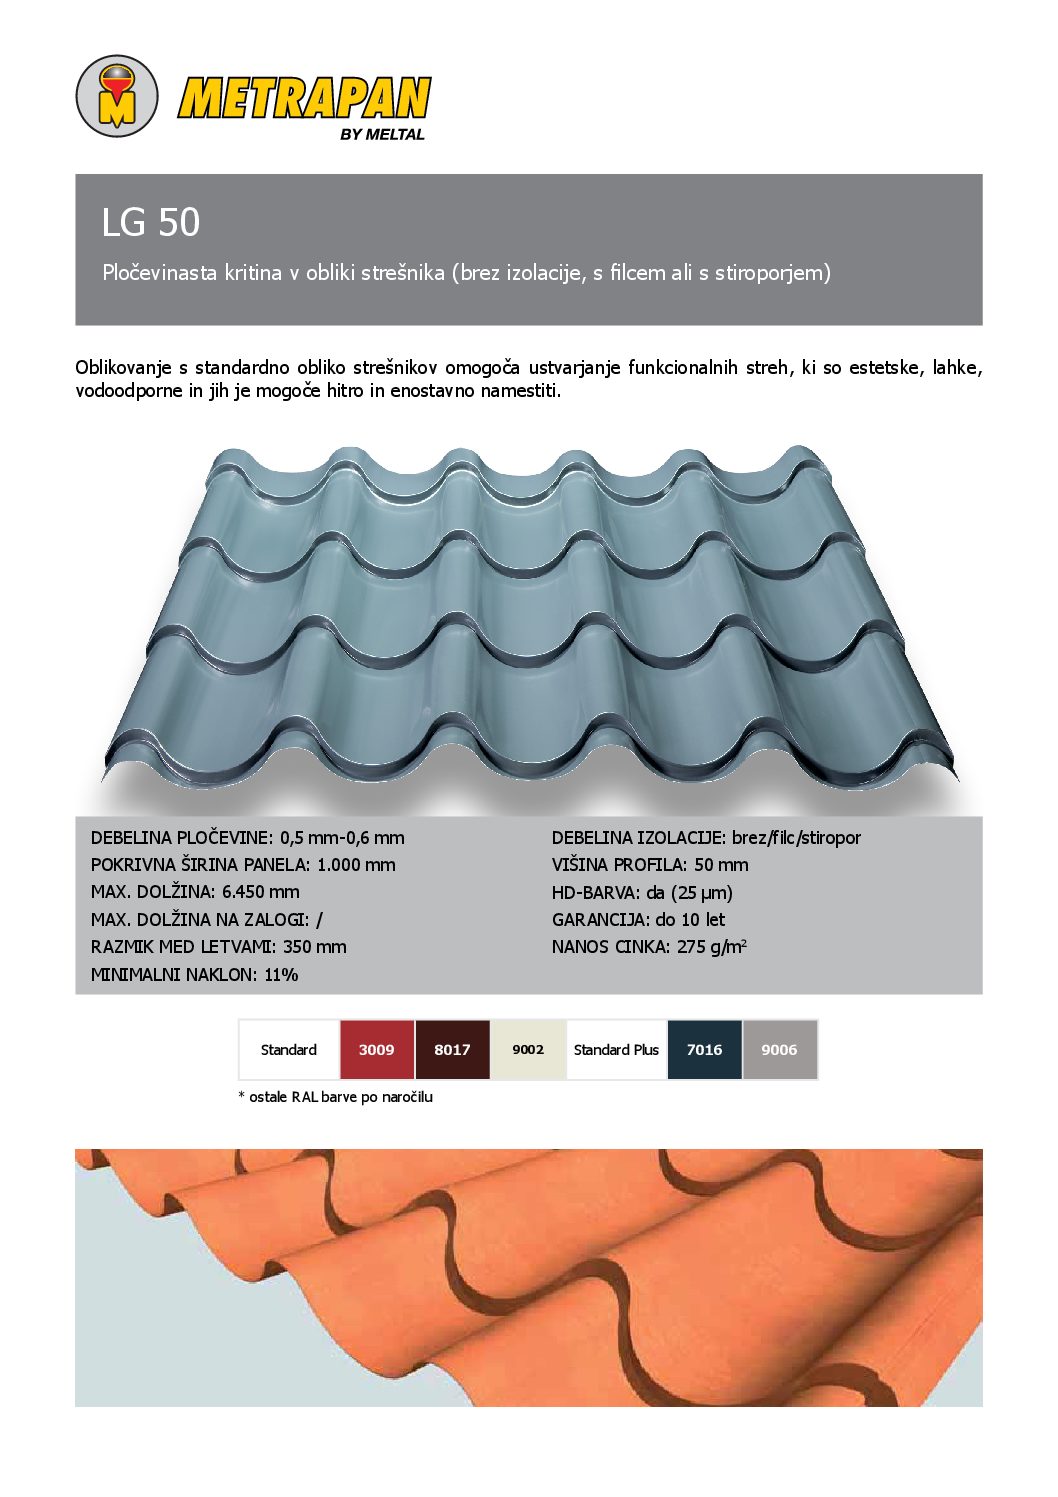 M
METRAPAN
BY MELTAL
LG 50
Pločevinasta kritina v obliki strešnika (brez izolacije, s filcem ali s stiroporjem)
Oblikovanje s standardno obliko strešnikov omogoča ustvarjanje funkcionalnih streh, ki so estetske, lahke,
vodoodporne in jih je mogoče hitro in enostavno namestiti.
DEBELINA PLOČEVINE: 0,5 mm-0,6 mm
POKRIVNA ŠIRINA PANELA: 1.000 mm
MAX. DOLŽINA: 6.450 mm
MAX. DOLŽINA NA ZALOGI: /
RAZMIK MED LETVAMI: 350 mm
MINIMALNI NAKLON: 11%
DEBELINA IZOLACIJE: brez/filc/stiropor
VIŠINA PROFILA: 50 mm
HD-BARVA: da (25 µm)
GARANCIJA: do 10 let
NANOS CINKA: 275 g/m²
Standard 3009 8017 9002 Standard Plus 7016 9006
* ostale RAL barve po naročilu